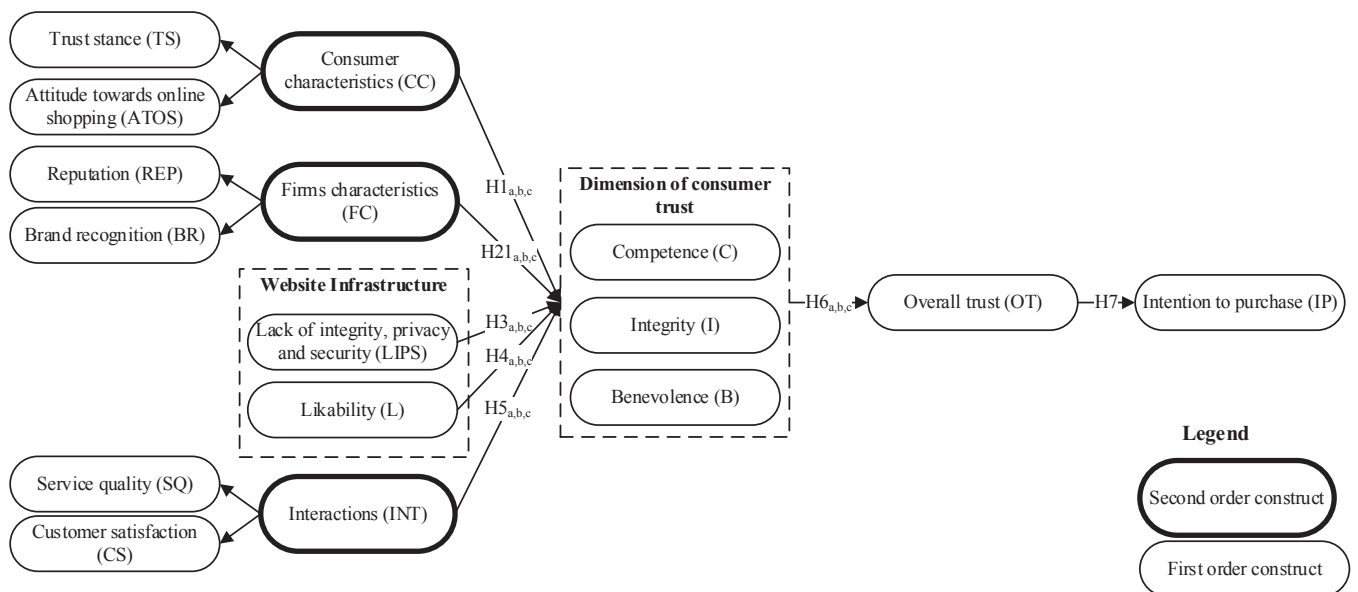 Trust stance (TS)
Attitude towards online
shopping (ATOS)
Reputation (REP)
Brand recognition (BR)
Consumer
characteristics (CC)
Firms characteristics
(FC)
Website Infrastructure
Lack of integrity, privacy
and security (LIPS)
Likability (L)
Service quality (SQ)
Customer satisfaction
(CS)
Interactions (INT)
H1a,b,c
H21a,b,c
H3a,b,c
H4a,b,c
H5a,b,c
Dimension of consumer
trust
Competence (C)
Integrity (I)
Benevolence (B)
H6a,b,c
Overall trust (OT)
H7
Intention to purchase (IP)
Legend
Second order construct
First order construct